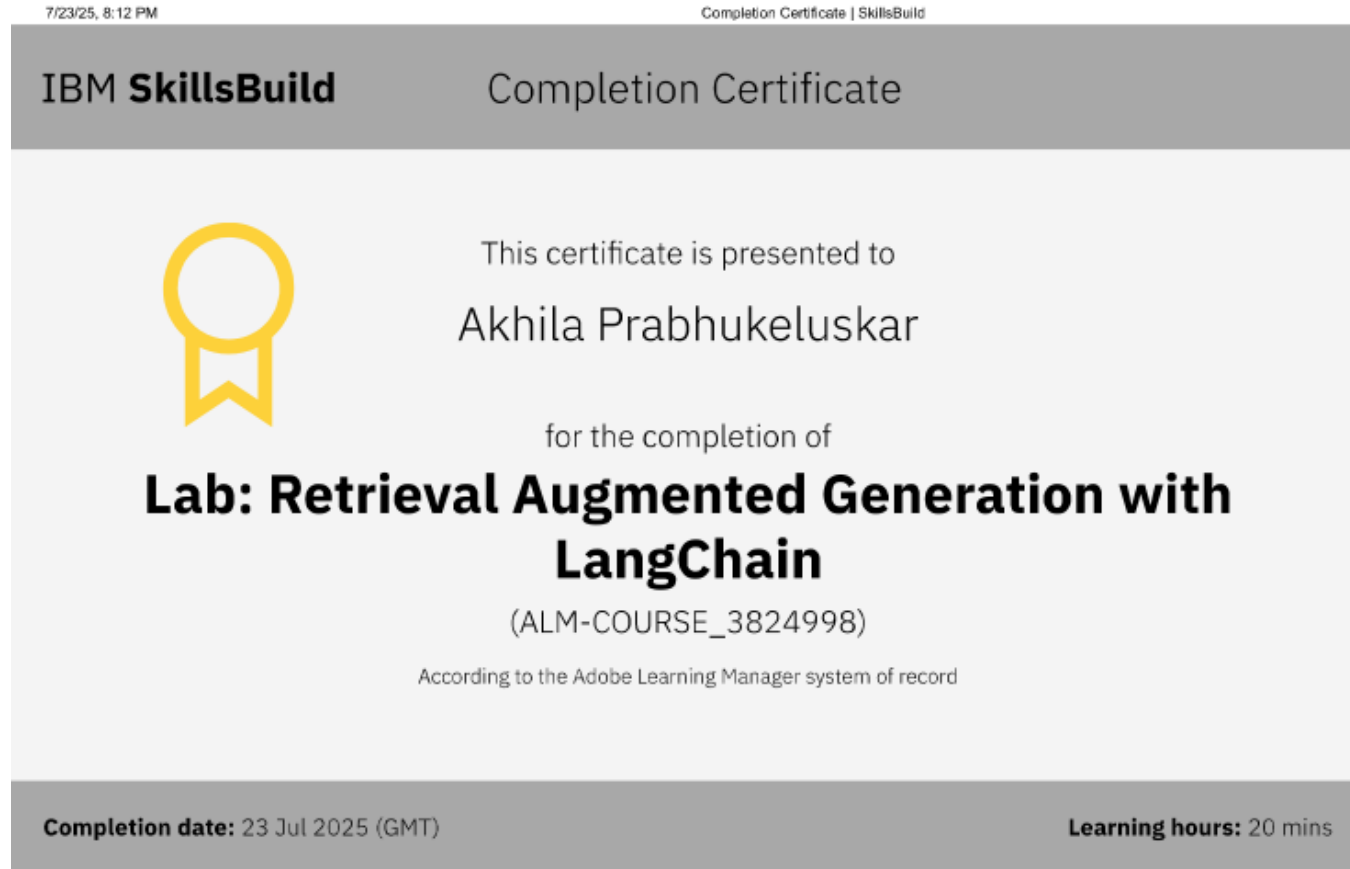 7/23/25, 8:12 PM
Completion Certificate | SkillsBuild
IBM SkillsBuild
Completion Certificate
This certificate is presented to
Akhila Prabhukeluskar
for the completion of
Lab: Retrieval Augmented Generation with
LangChain
(ALM-COURSE_3824998)
According to the Adobe Learning Manager system of record
Completion date: 23 Jul 2025 (GMT)
Learning hours: 20 mins